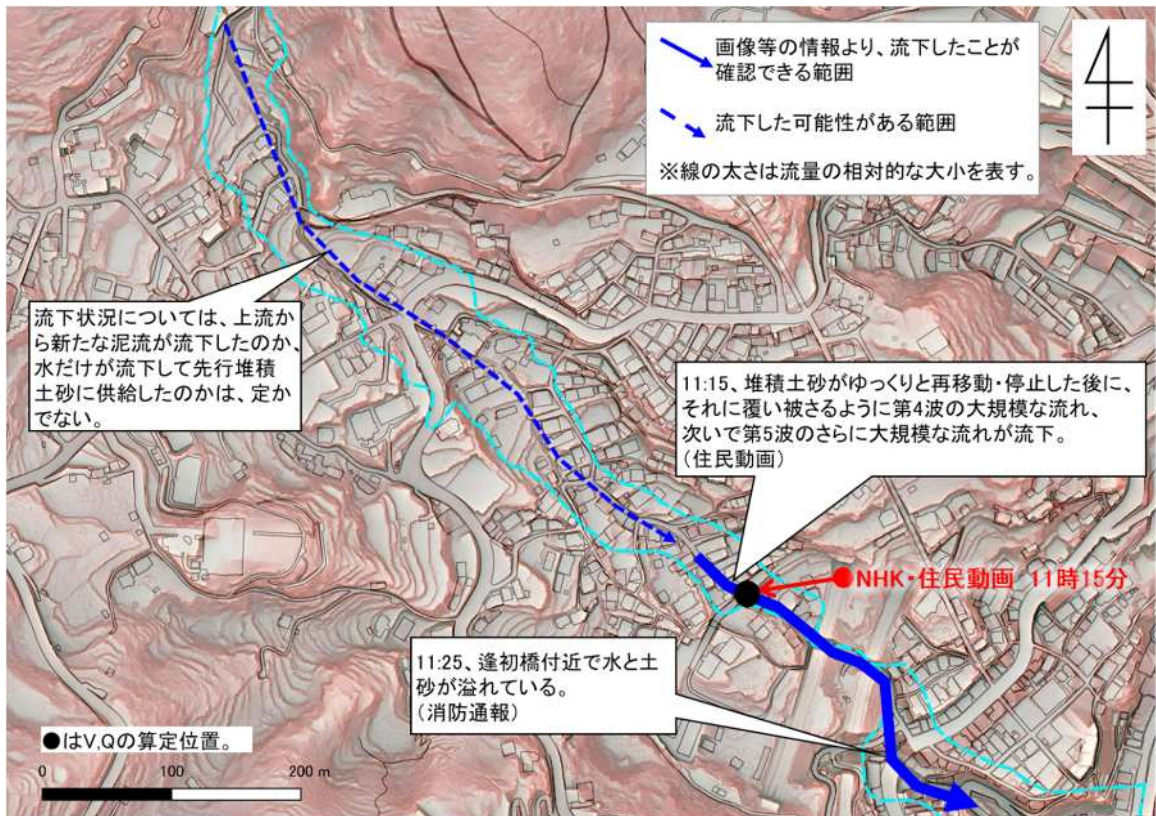 画像等の情報より、流下したことが
確認できる範囲
流下した可能性がある範囲
※線の太さは流量の相対的な大小を表す。
流下状況については、上流か
ら新たな泥流が流下したのか、
水だけが流下して先行堆積
土砂に供給したのかは、定か
でない。
11:15、堆積土砂がゆっくりと再移動・停止した後に、
それに覆い被さるように第4波の大規模な流れ、
次いで第5波のさらに大規模な流れが流下。
(住民動画)
NHK・住民動画 11時15分
11:25、逢初橋付近で水と土
砂が溢れている。
(消防通報)
●はV,Qの算定位置。
0 100 200 m